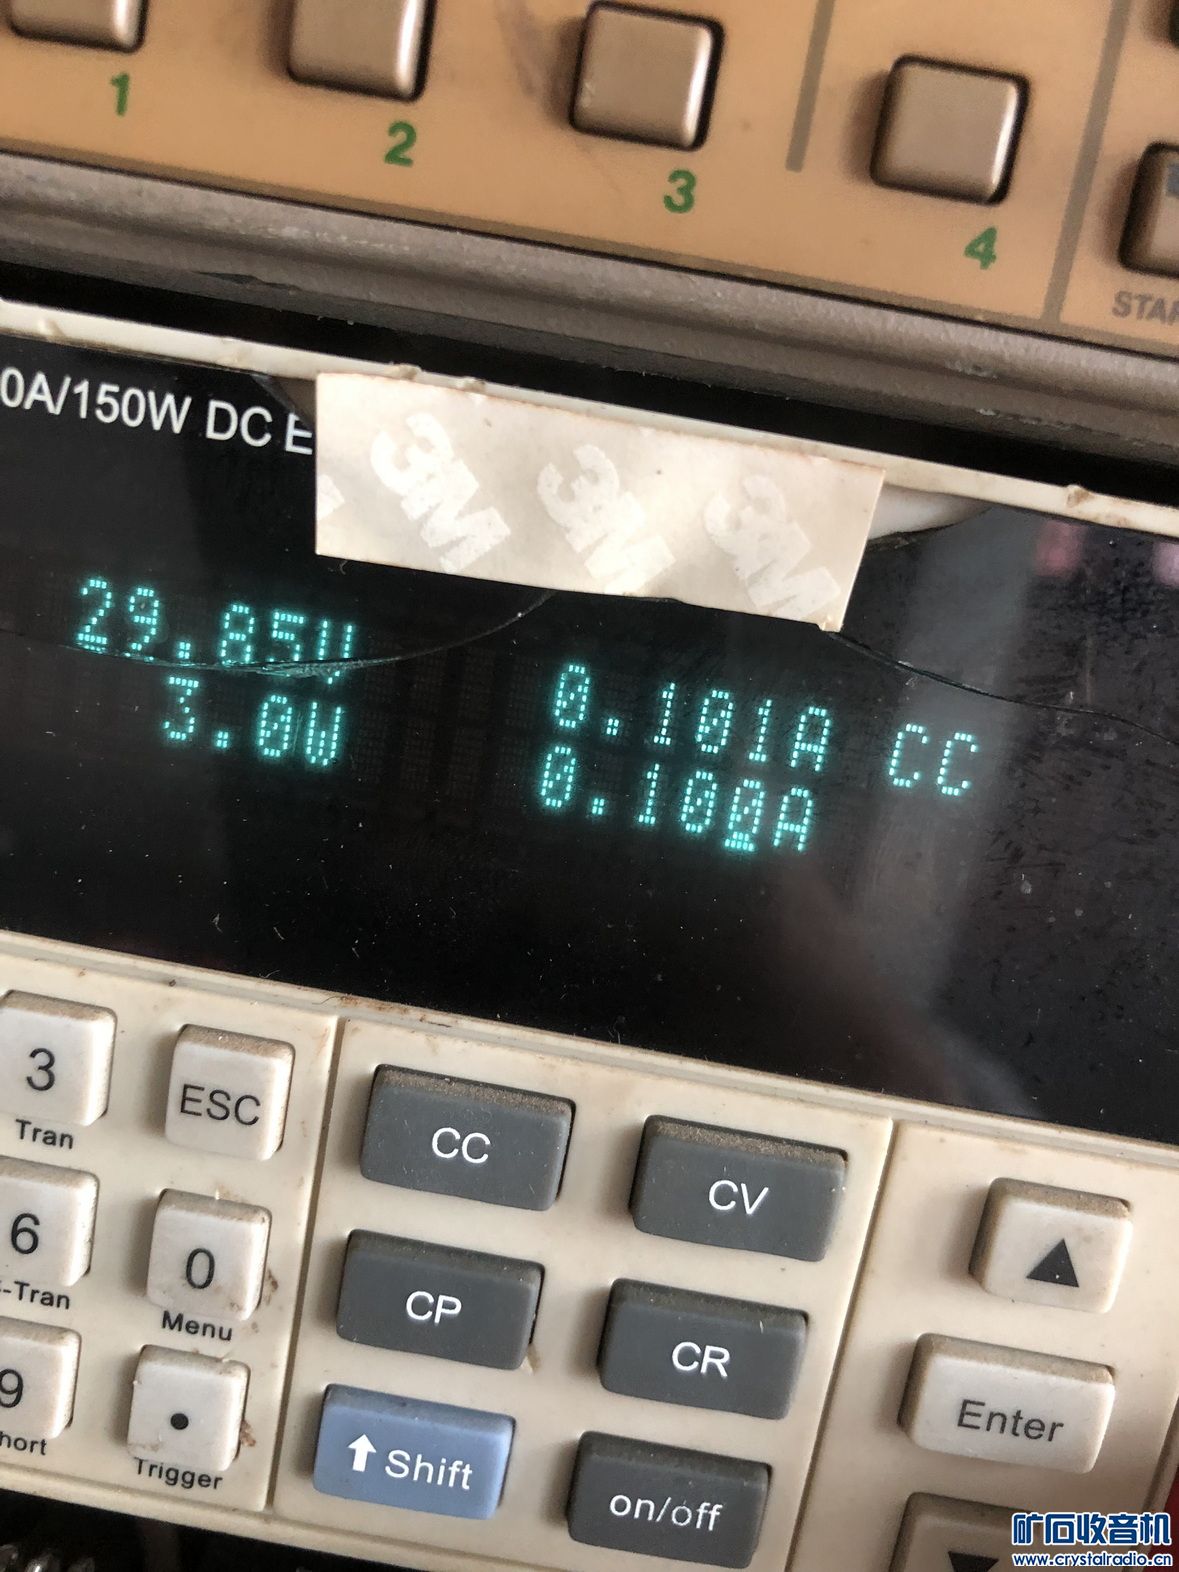 1
2
3
4
0A/150W DC E
3M 3M 3M
29.85V
0.101A CC
3.0W
0.100A
3
Tran
ESC
CC
CV
▲
6
-Tran
0
Menu
CP
CR
Enter
9
hort
.
Trigger
Shift
on/off
矿石收音机
www.crystalradio.cn